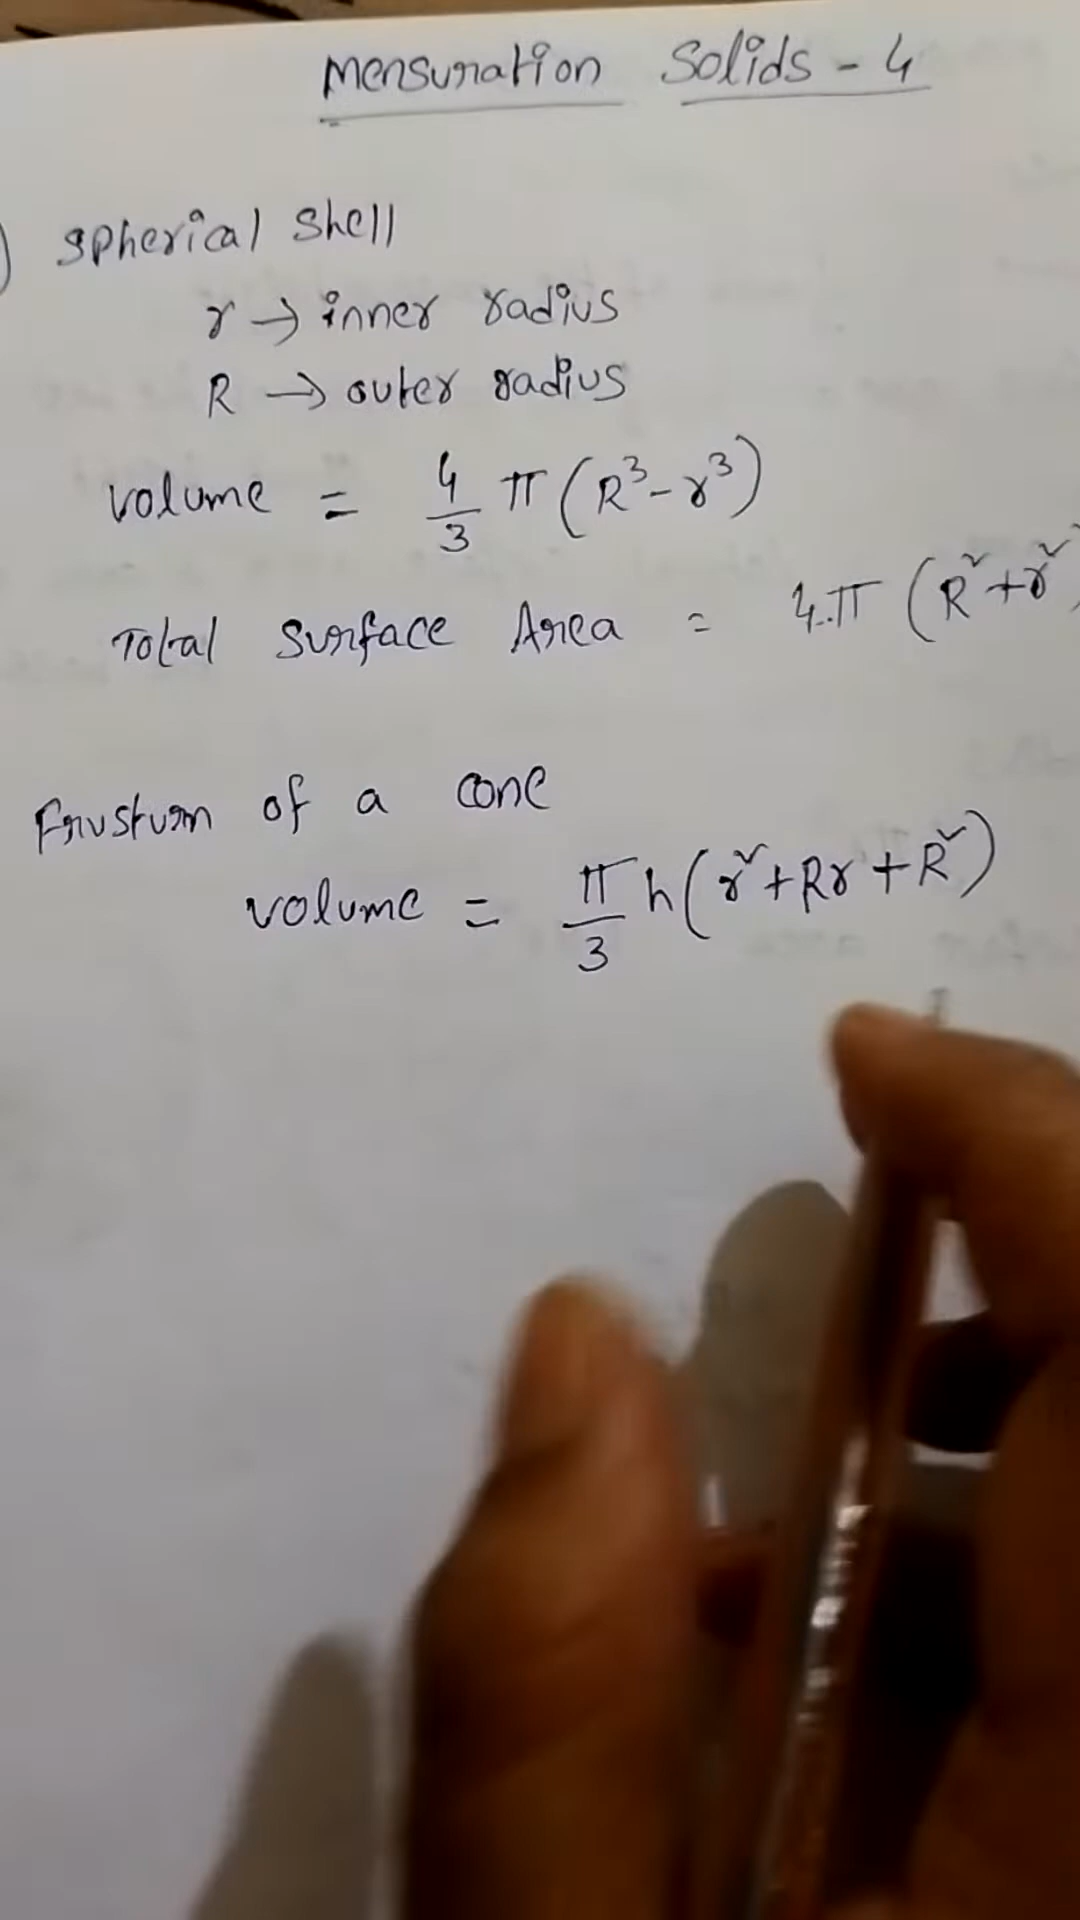 Mensuration Solids - 4
) Spherical Shell
r → inner radius
R → outer radius
Volume = 4/3 π (R³ - r³)
Total Surface Area = 4π (R² + r²)
Frustum of a cone
volume = π/3 h (r² + Rr + R²)